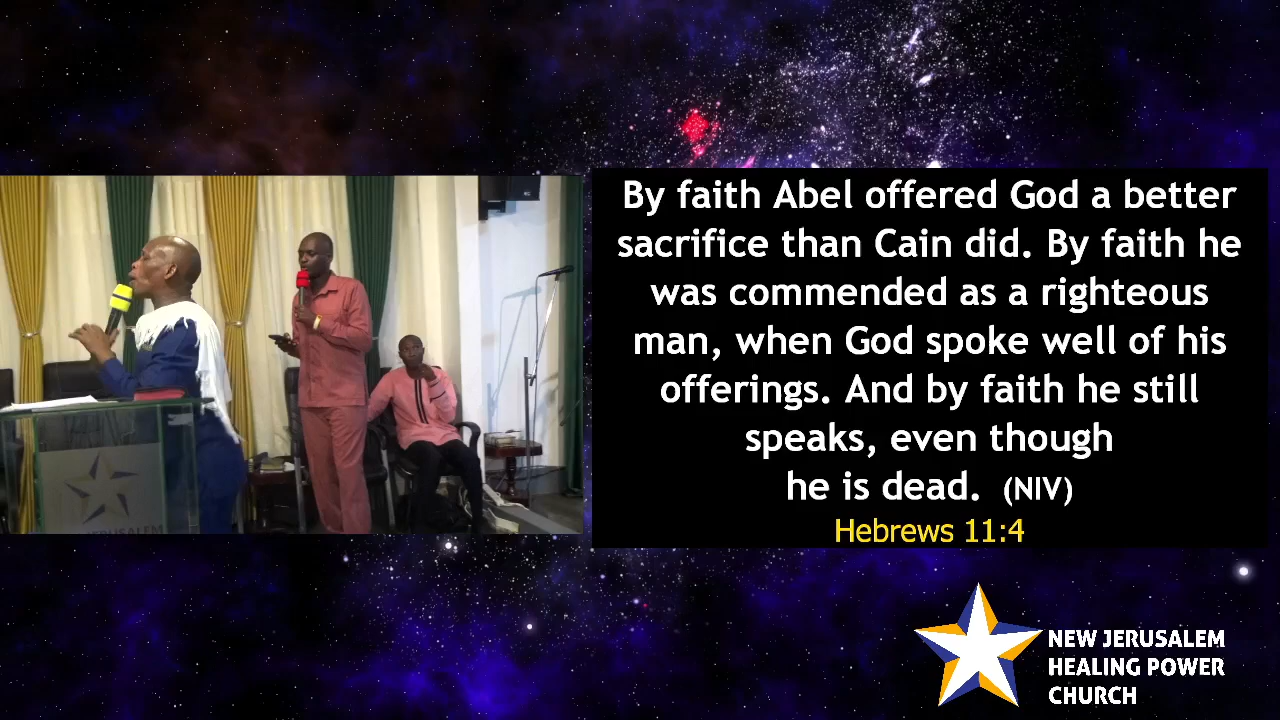 By faith Abel offered God a better
sacrifice than Cain did. By faith he
was commended as a righteous
man, when God spoke well of his
offerings. And by faith he still
speaks, even though
he is dead. (NIV)
Hebrews 11:4
JERUSALEM
NEW JERUSALEM
HEALING POWER
CHURCH